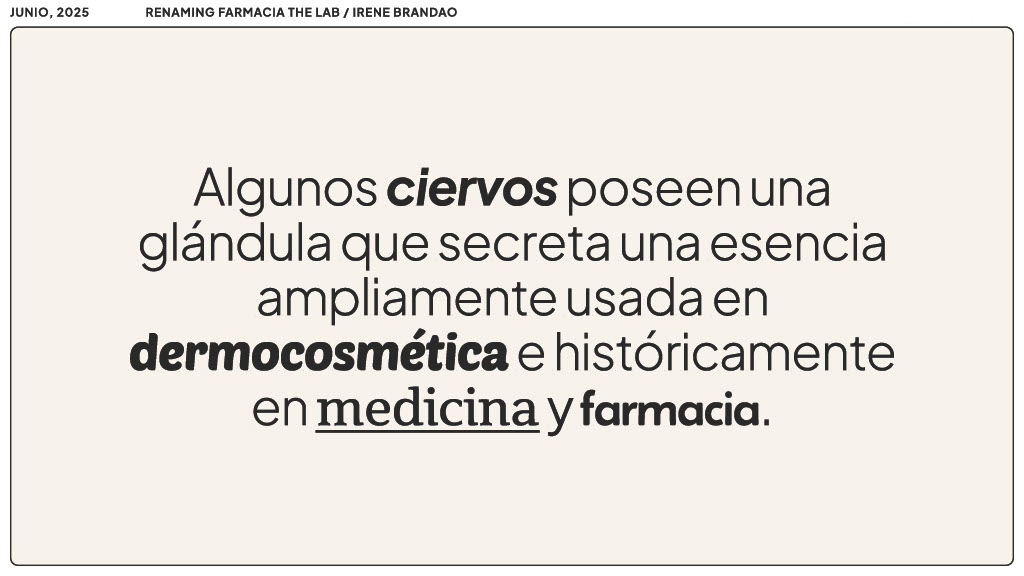 JUNIO, 2025
RENAMING FARMACIA THE LAB / IRENE BRANDAO
Algunos ciervos poseen una
glándula que secreta una esencia
ampliamente usada en
dermocosmética e históricamente
en medicina y farmacia.